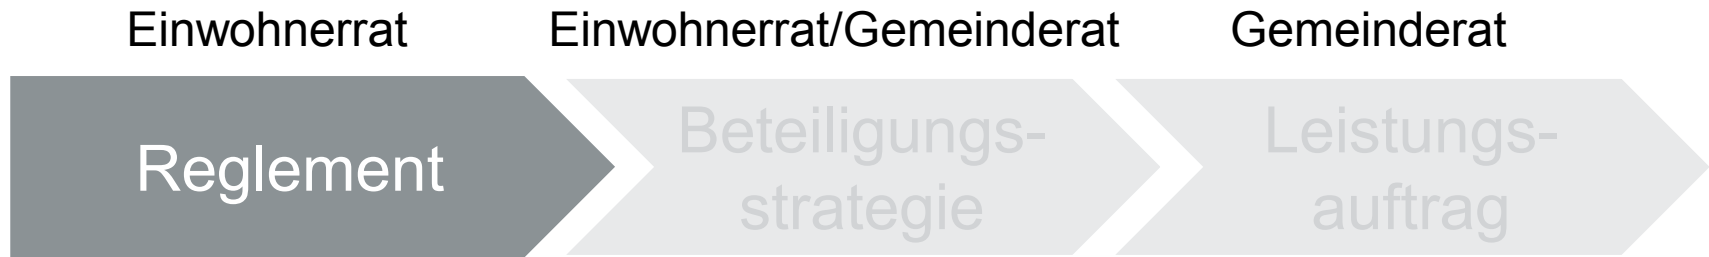 Einwohnerrat Einwohnerrat/Gemeinderat Gemeinderat
Reglement
Beteiligungs-
strategie
Leistungs-
auftrag